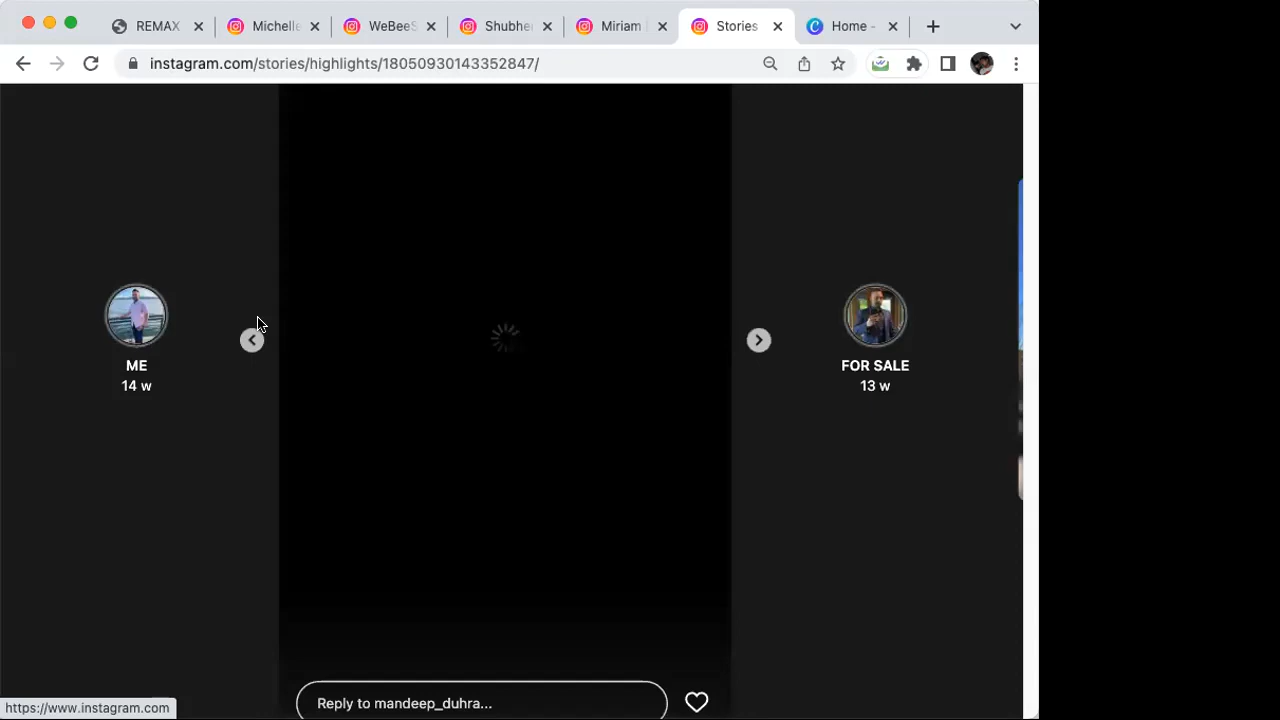 REMAX
Michelle
WeBeeS
Shubhe
Miriam
Stories
Home -
instagram.com/stories/highlights/18050930143352847/
ME
14 w
FOR SALE
13 w
Reply to mandeep_duhra...
https://www.instagram.com